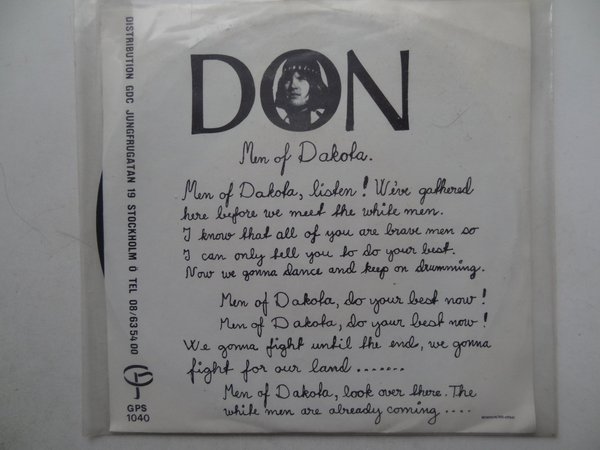 DON
Men of Dakota.
Men of Dakota, listen! We've gathered
here before we meet the white men.
I know that all of you are brave men so
I can only tell you to do your best.
Now we gonna dance and keep on drumming.
Men of Dakota, do your best now!
Men of Dakota, do your best now!
We gonna fight until the end, we gonna
fight for our land.......
Men of Dakota, look over there. The
white men are already coming....
DISTRIBUTION GDC JUNGFRUGATAN 19 STOCKHOLM Ö TEL 08/63 54 00
GPS
1040